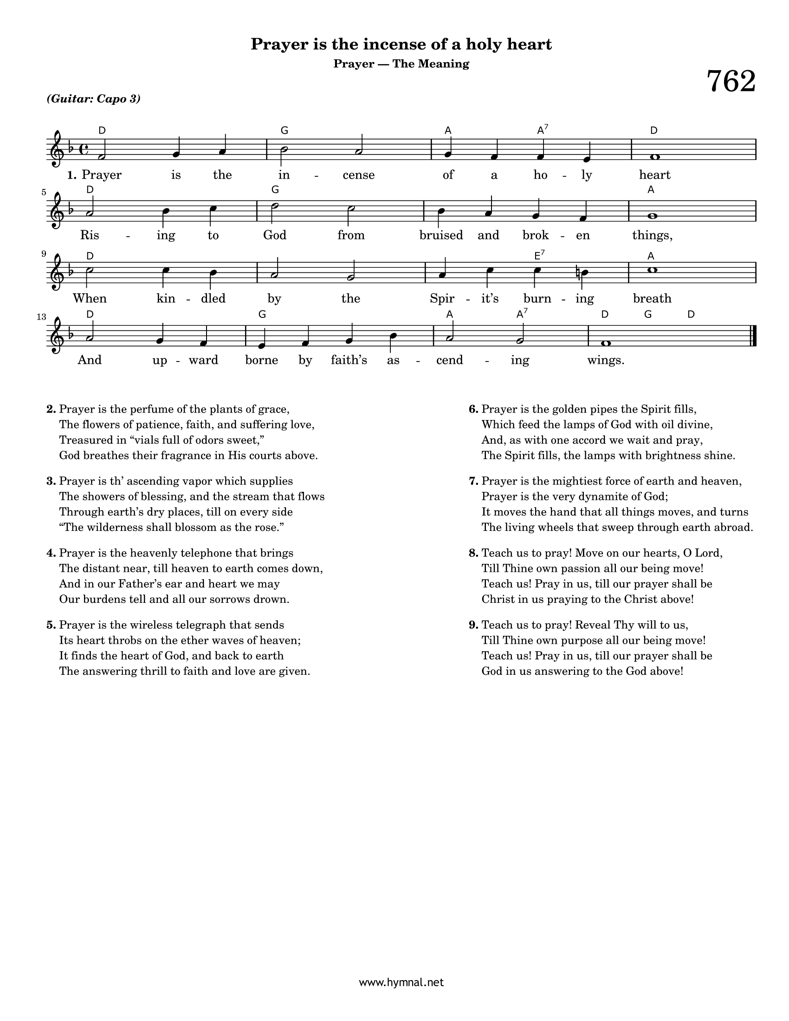 Prayer is the incense of a holy heart
Prayer — The Meaning
762
(Guitar: Capo 3)
D G A A7 D
1. Prayer is the in - cense of a ho - ly heart
5 D G A
Ris - ing to God from bruised and brok - en things,
9 D E7 A
When kin - dled by the Spir - it's burn - ing breath
13 D G A A7 D G D
And up - ward borne by faith's as - cend - ing wings.
2. Prayer is the perfume of the plants of grace,
The flowers of patience, faith, and suffering love,
Treasured in “vials full of odors sweet,”
God breathes their fragrance in His courts above.
3. Prayer is th’ ascending vapor which supplies
The showers of blessing, and the stream that flows
Through earth’s dry places, till on every side
“The wilderness shall blossom as the rose.”
4. Prayer is the heavenly telephone that brings
The distant near, till heaven to earth comes down,
And in our Father’s ear and heart we may
Our burdens tell and all our sorrows drown.
5. Prayer is the wireless telegraph that sends
Its heart throbs on the ether waves of heaven;
It finds the heart of God, and back to earth
The answering thrill to faith and love are given.
6. Prayer is the golden pipes the Spirit fills,
Which feed the lamps of God with oil divine,
And, as with one accord we wait and pray,
The Spirit fills, the lamps with brightness shine.
7. Prayer is the mightiest force of earth and heaven,
Prayer is the very dynamite of God;
It moves the hand that all things moves, and turns
The living wheels that sweep through earth abroad.
8. Teach us to pray! Move on our hearts, O Lord,
Till Thine own passion all our being move!
Teach us! Pray in us, till our prayer shall be
Christ in us praying to the Christ above!
9. Teach us to pray! Reveal Thy will to us,
Till Thine own purpose all our being move!
Teach us! Pray in us, till our prayer shall be
God in us answering to the God above!
www.hymnal.net